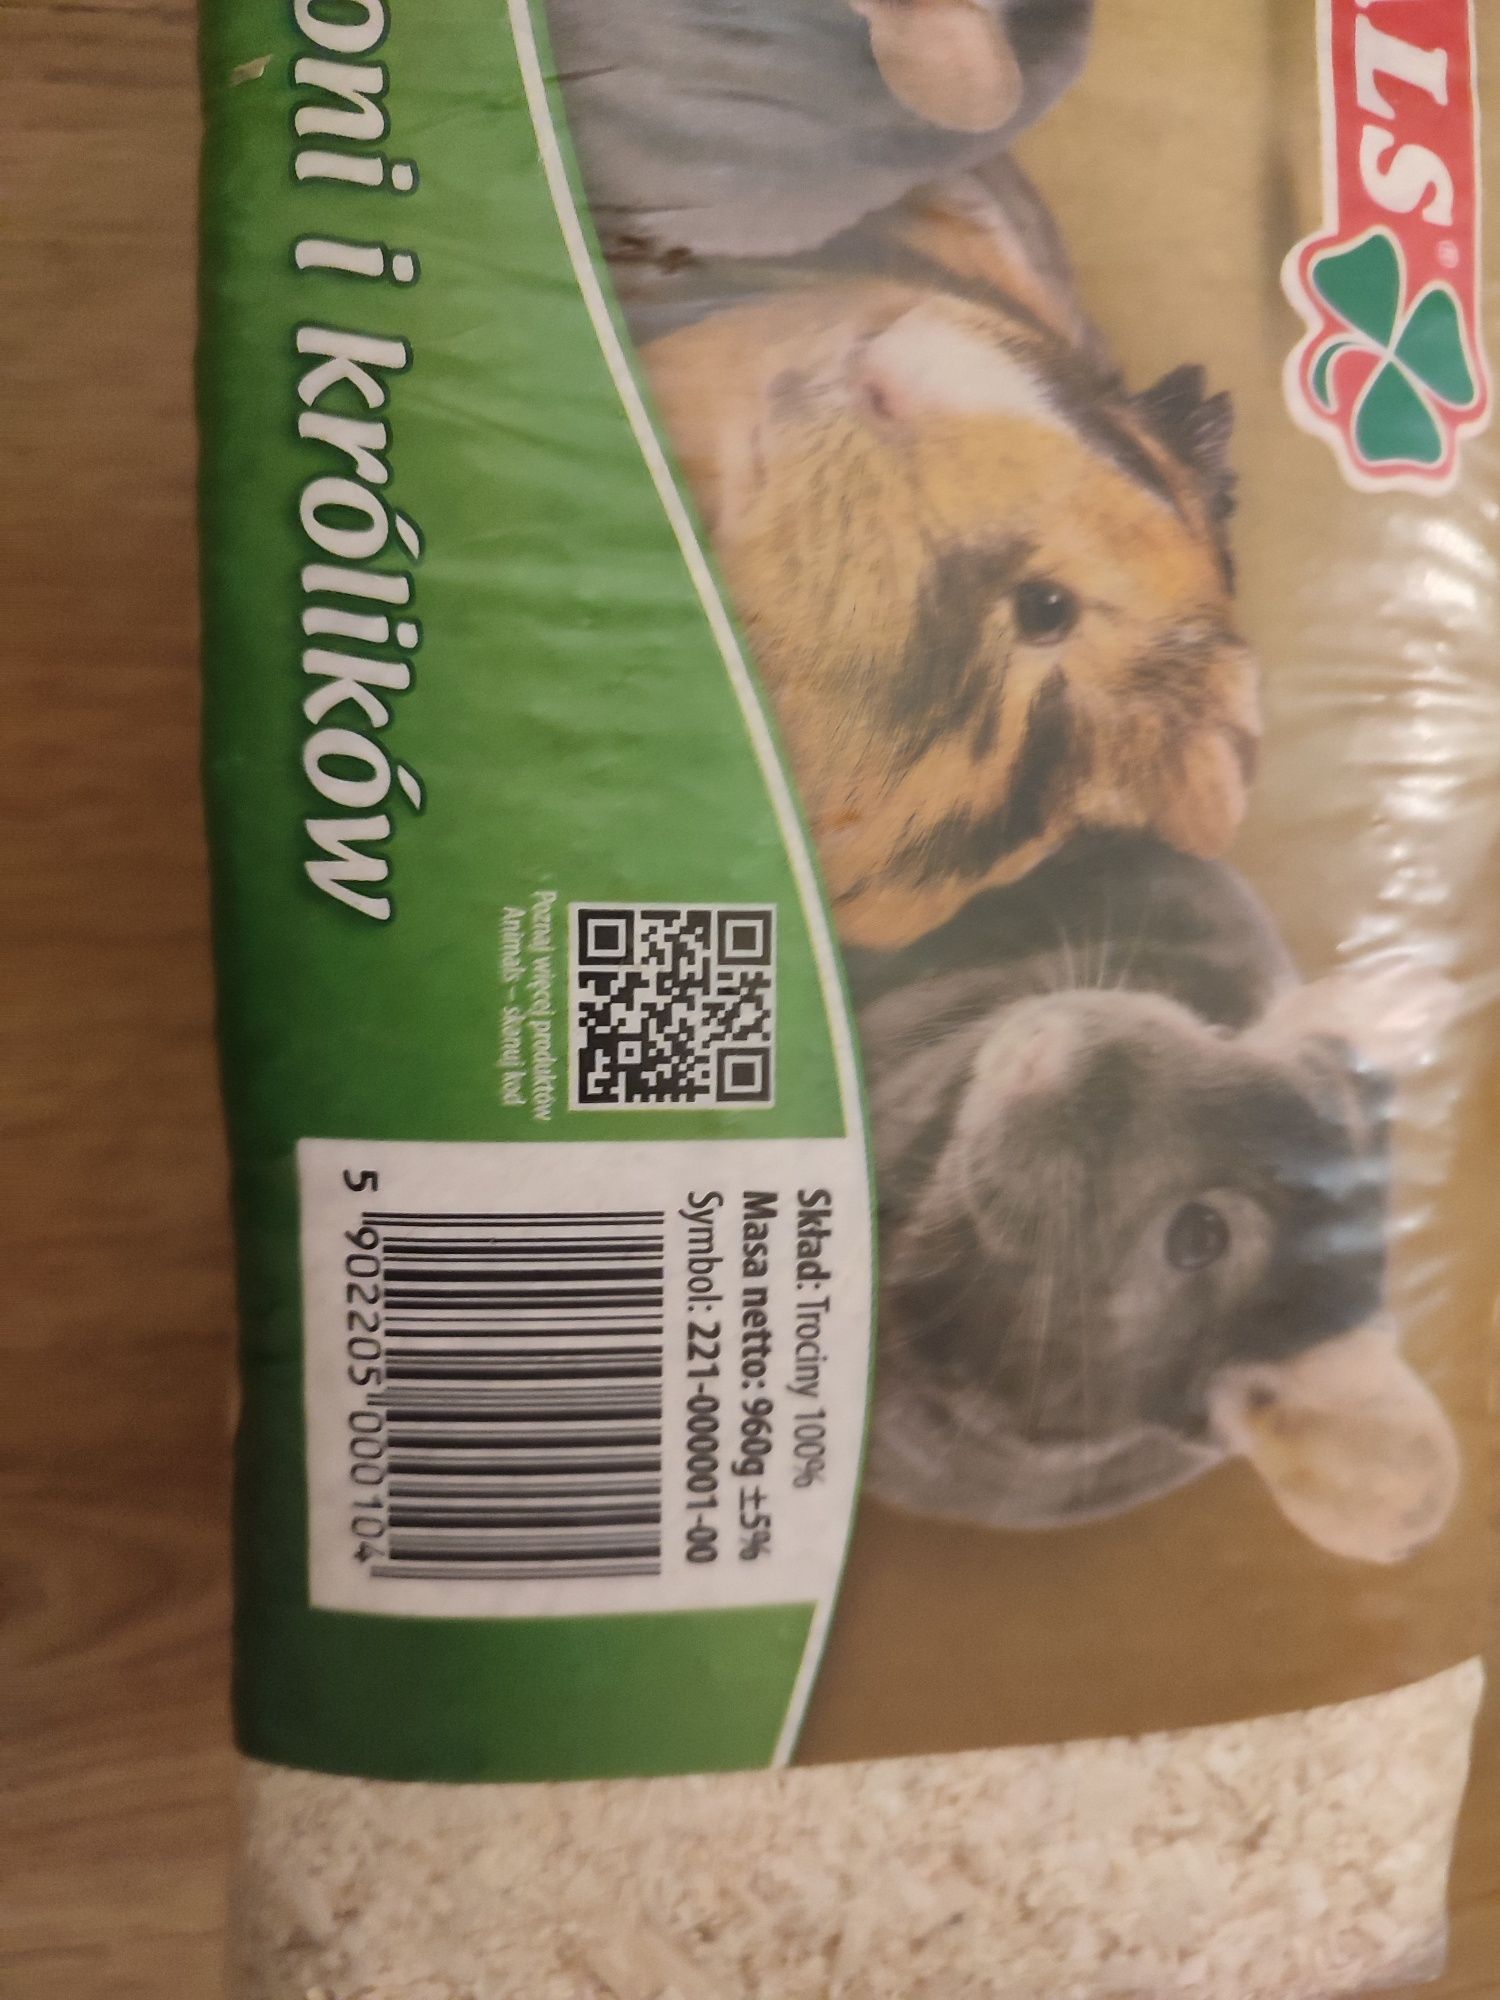 LS®
oni i królików
Poznaj więcej produktów
Animals – skanuj kod
Skład: Trociny 100%
Masa netto: 960g ±5%
Symbol: 221-000001-00
5 902205 000104